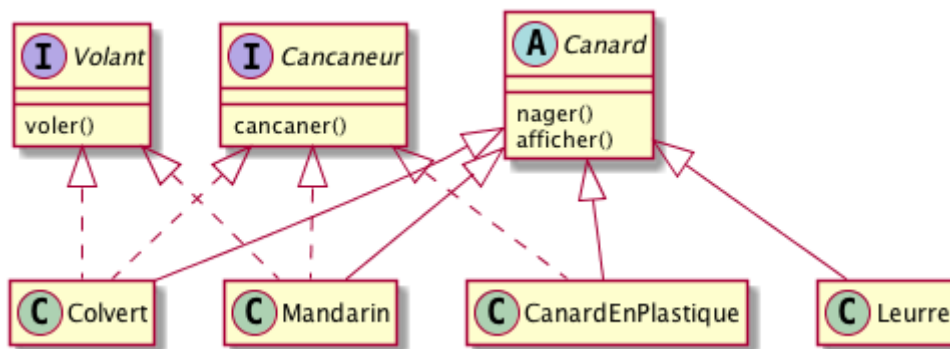 I Volant
voler()
I Cancaneur
cancaner()
A Canard
nager()
afficher()
C Colvert
C Mandarin
C CanardEnPlastique
C Leurre